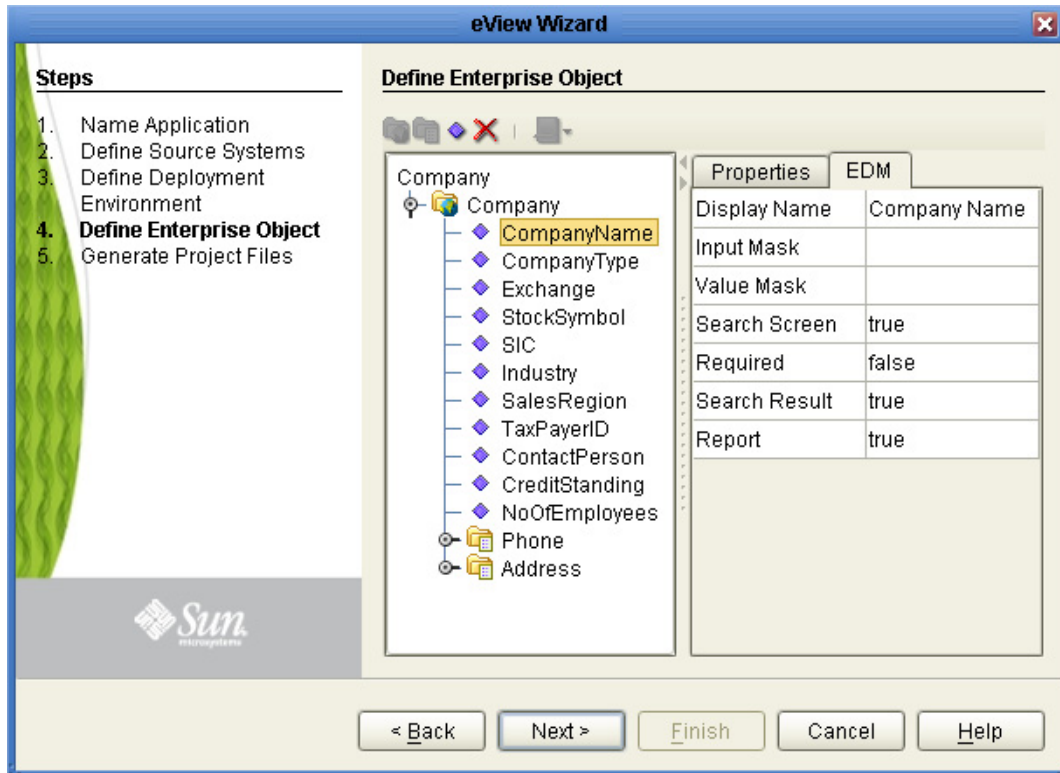 eView Wizard
Steps
1. Name Application
2. Define Source Systems
3. Define Deployment
Environment
4. Define Enterprise Object
5. Generate Project Files
Sun
microsystems
Define Enterprise Object
Company
Company
CompanyName
CompanyType
Exchange
StockSymbol
SIC
Industry
SalesRegion
TaxPayerID
ContactPerson
CreditStanding
NoOfEmployees
Phone
Address
Properties EDM
Display Name Company Name
Input Mask
Value Mask
Search Screen true
Required false
Search Result true
Report true
< Back Next > Finish Cancel Help